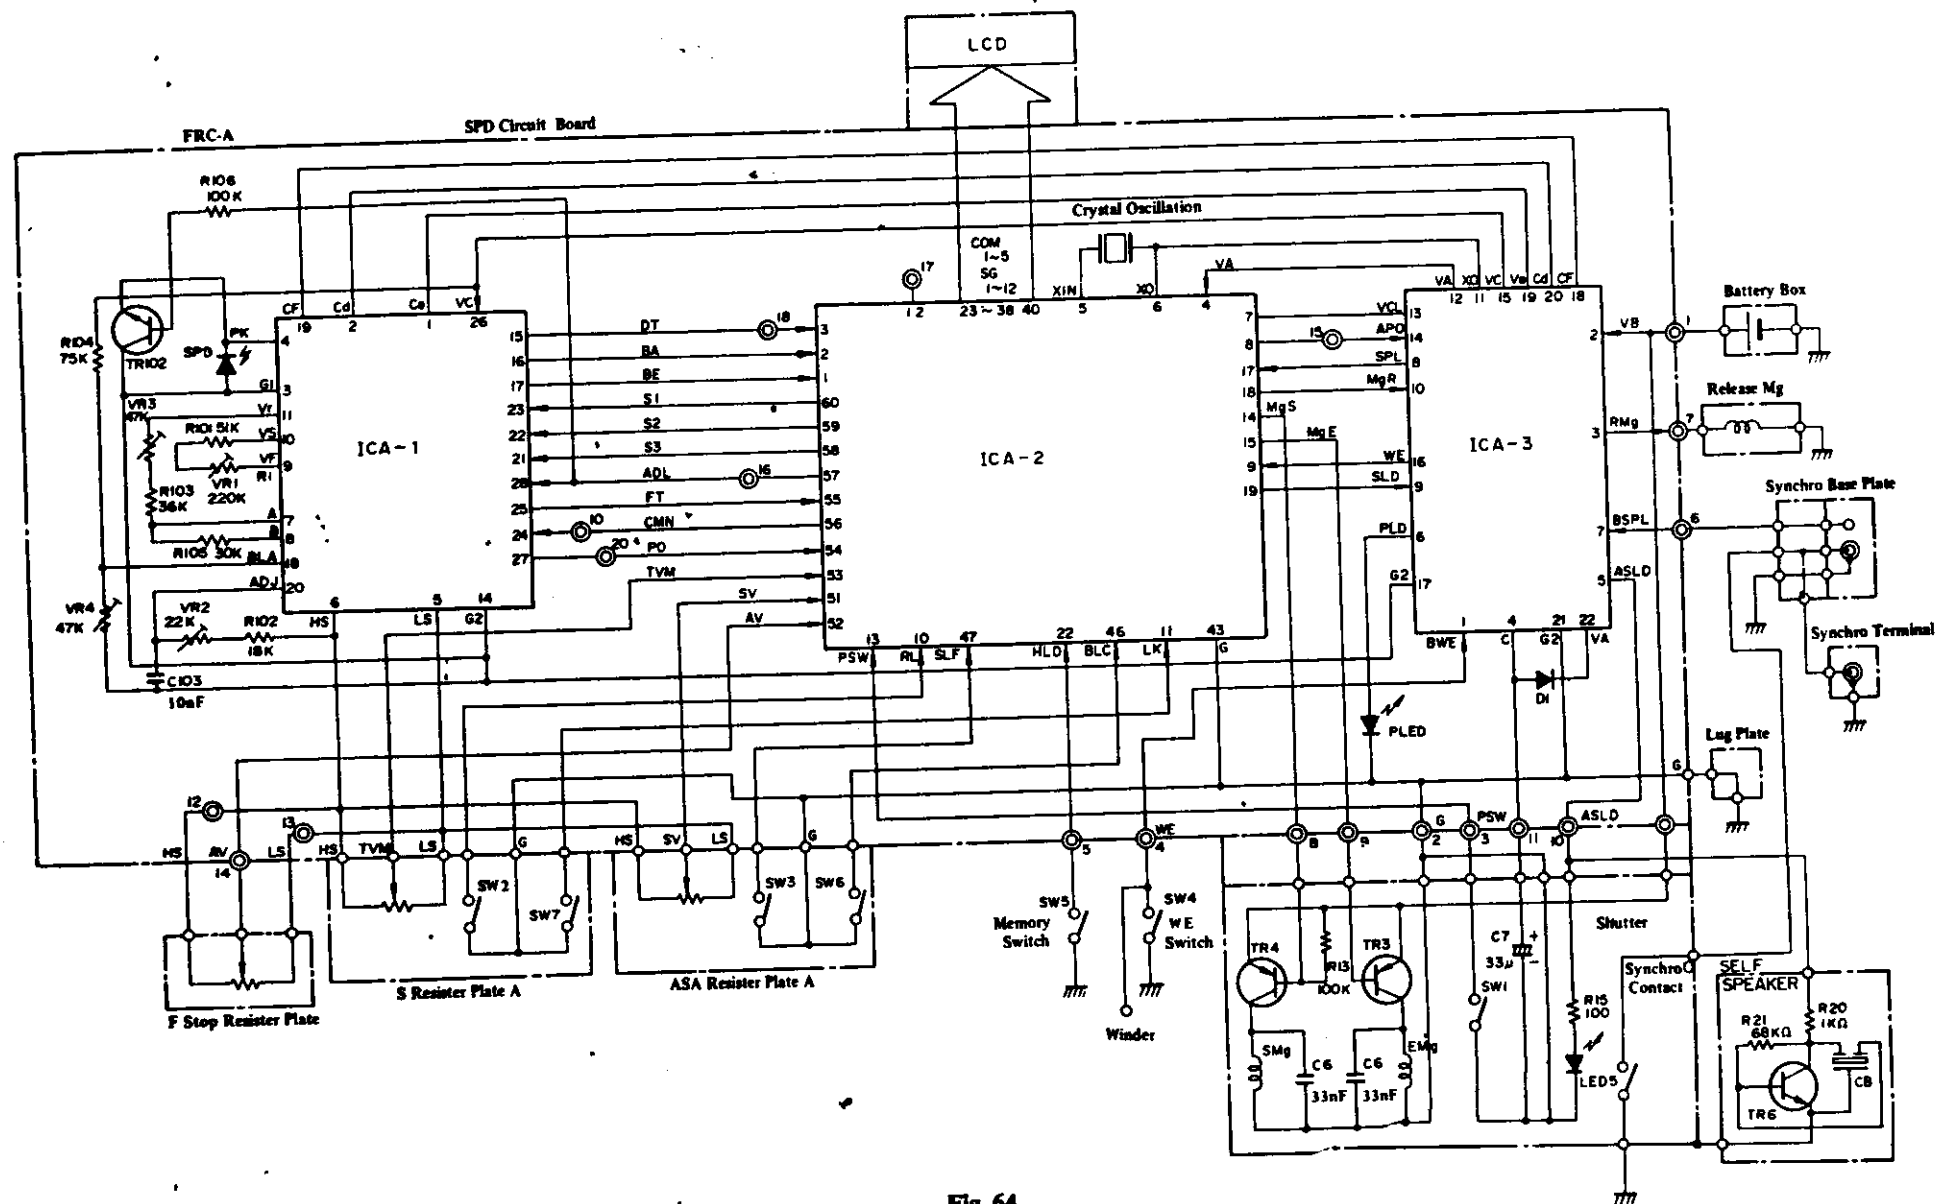 LCD
FRC-A
SPD Circuit Board
R106
100K
Crystal Oscillation
COM
1~5
SG
1~12
17
XIN
XO
VA
VA XO VC Ve Cd CF
12 11 15 19 20 18
Battery Box
CF Cd Ce VC
19 2 1 26
12 23~38 40 5 6 4
R104
75K
TR102
SPD
PK
4
G1
3
VR3
47K
Vr
11
R101 51K
VS
10
VF
9
R1
VR1
220K
R103
36K
A
7
B
8
R105 30K
BLA
18
ADJ
20
VR4
47K
VR2
22K
R102
18K
C103
10nF
ICA-1
15 DT 18 3
16 BA 2
17 BE 1
23 S1 60
22 S2 59
21 S3 58
28 ADL 16 57
25 FT 55
24 10 CMN 56
27 20 PO 54
TVM 53
SV 51
AV 52
6 5 14
HS LS G2
ICA-2
7 VCL 13
8 15 APO 14
17 SPL 8
18 MgR 10
14 MgS
15 MgE
9 WE 16
19 SLD 9
PLD 6
G2 17
13 10 47 22 46 11 43
PSW AL SLF HLD BLC LK G
ICA-3
2 VB 1
3 RMg 7
7 BSPL 6
5 ASLD
1 4 21 22
BWE C G2 VA
D1
PLED
Release Mg
Synchro Base Plate
Synchro Terminal
Lug Plate
G
12
13
HS AV LS
14
HS TVM LS G
HS SV LS G
SW2
SW7
SW3
SW6
F Stop Resister Plate
S Resister Plate A
ASA Resister Plate A
5
WE
4
8
9
G
2
PSW
3
11
ASLD
10
SW5
Memory
Switch
SW4
WE
Switch
Winder
TR4
R13
100K
TR3
SMg
C6
33nF
C6
33nF
EMg
C7
33μ
+
-
SW1
R15
100
LED5
Shutter
Synchro
Contact
SELF
SPEAKER
R21
68KΩ
R20
1KΩ
TR6
CB
Fig. 64